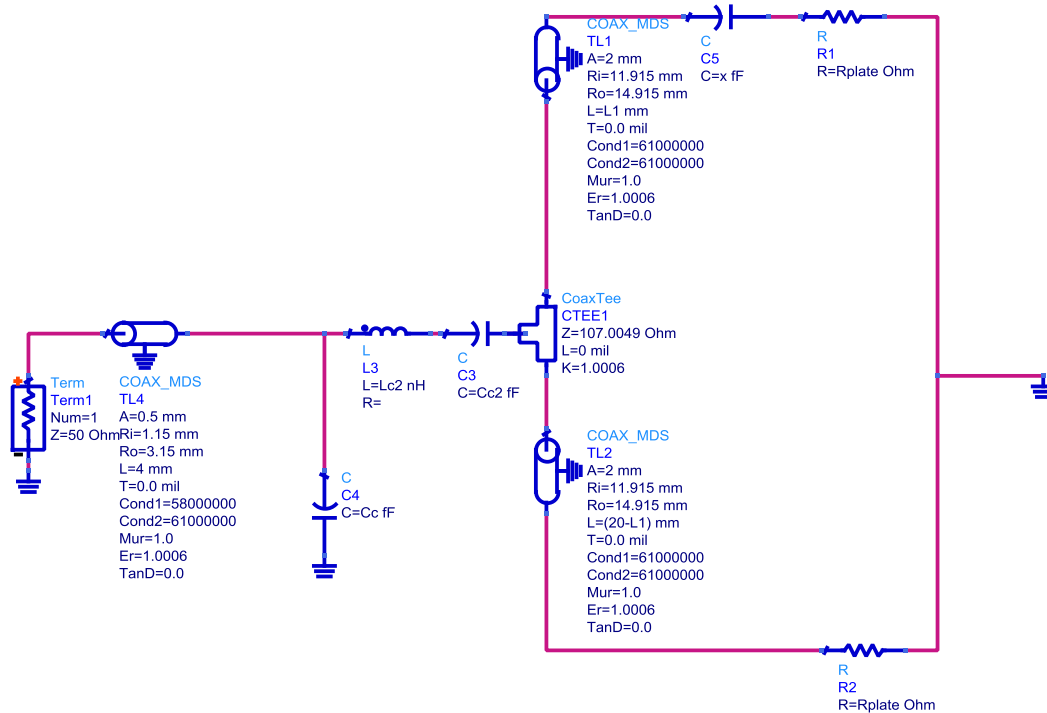 COAX_MDS
TL1
A=2 mm
Ri=11.915 mm
Ro=14.915 mm
L=L1 mm
T=0.0 mil
Cond1=61000000
Cond2=61000000
Mur=1.0
Er=1.0006
TanD=0.0
C
C5
C=x fF
R
R1
R=Rplate Ohm
CoaxTee
CTEE1
Z=107.0049 Ohm
L=0 mil
K=1.0006
L
L3
L=Lc2 nH
R=
C
C3
C=Cc2 fF
Term
Term1
Num=1
Z=50 Ohm
COAX_MDS
TL4
A=0.5 mm
Ri=1.15 mm
Ro=3.15 mm
L=4 mm
T=0.0 mil
Cond1=58000000
Cond2=61000000
Mur=1.0
Er=1.0006
TanD=0.0
C
C4
C=Cc fF
COAX_MDS
TL2
A=2 mm
Ri=11.915 mm
Ro=14.915 mm
L=(20-L1) mm
T=0.0 mil
Cond1=61000000
Cond2=61000000
Mur=1.0
Er=1.0006
TanD=0.0
R
R2
R=Rplate Ohm